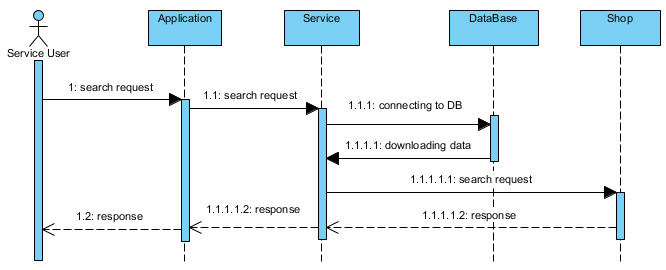 Service User
Application
Service
DataBase
Shop
1: search request
1.1: search request
1.1.1: connecting to DB
1.1.1.1: downloading data
1.1.1.1.1: search request
1.1.1.1.2: response
1.1.1.1.2: response
1.2: response